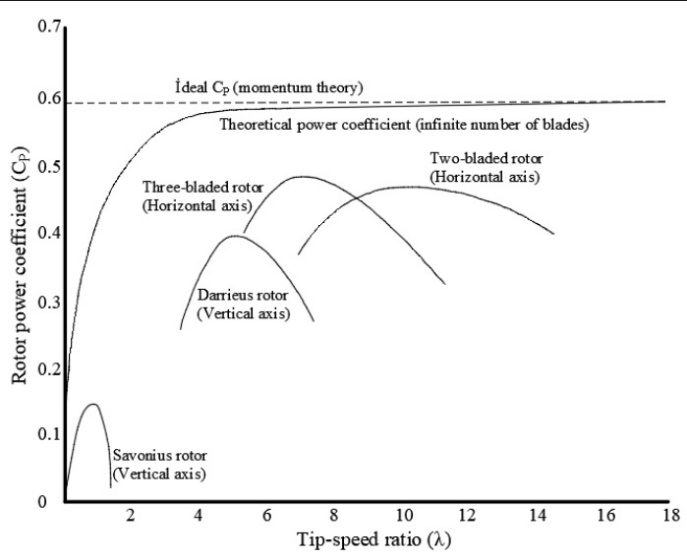 0.7
İdeal CP (momentum theory)
0.6
Theoretical power coefficient (infinite number of blades)
0.5
Two-bladed rotor
(Horizontal axis)
Three-bladed rotor
(Horizontal axis)
0.4
0.3
Darrieus rotor
(Vertical axis)
0.2
0.1
Savonius rotor
(Vertical axis)
0
2 4 6 8 10 12 14 16 18
Tip-speed ratio (λ)
Rotor power coefficient (CP)